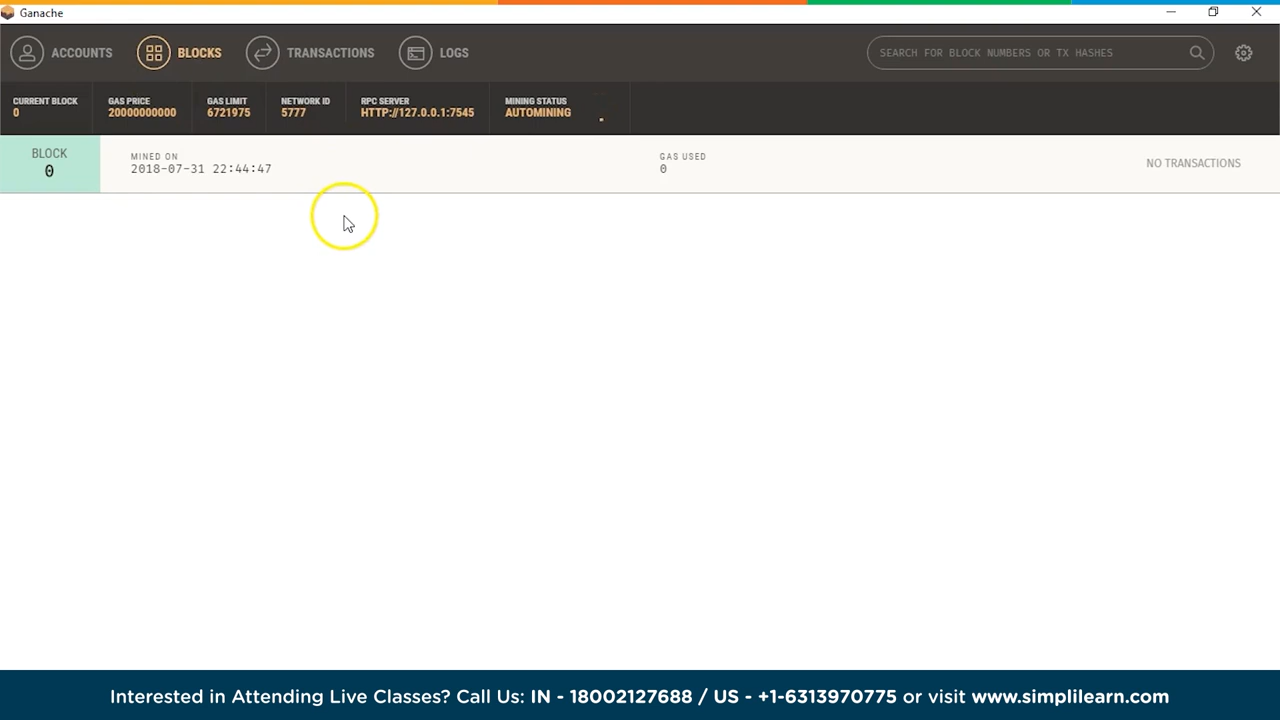 Ganache
ACCOUNTS BLOCKS TRANSACTIONS LOGS SEARCH FOR BLOCK NUMBERS OR TX HASHES
CURRENT BLOCK GAS PRICE GAS LIMIT NETWORK ID RPC SERVER MINING STATUS
0 20000000000 6721975 5777 HTTP://127.0.0.1:7545 AUTOMINING
BLOCK MINED ON GAS USED NO TRANSACTIONS
0 2018-07-31 22:44:47 0
Interested in Attending Live Classes? Call Us: IN - 18002127688 / US - +1-6313970775 or visit www.simplilearn.com